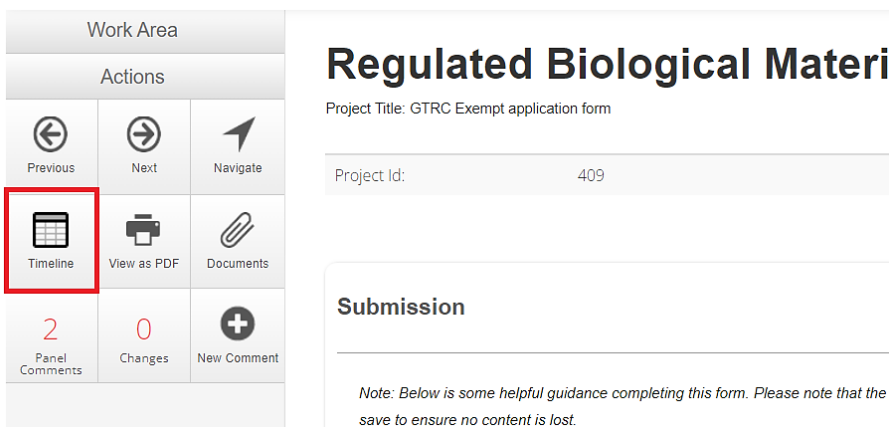 Work Area
Actions
Previous
Next
Navigate
Timeline
View as PDF
Documents
2
Panel
Comments
0
Changes
New Comment
Regulated Biological Materi
Project Title: GTRC Exempt application form
Project Id:
409
Submission
Note: Below is some helpful guidance completing this form. Please note that the
save to ensure no content is lost.